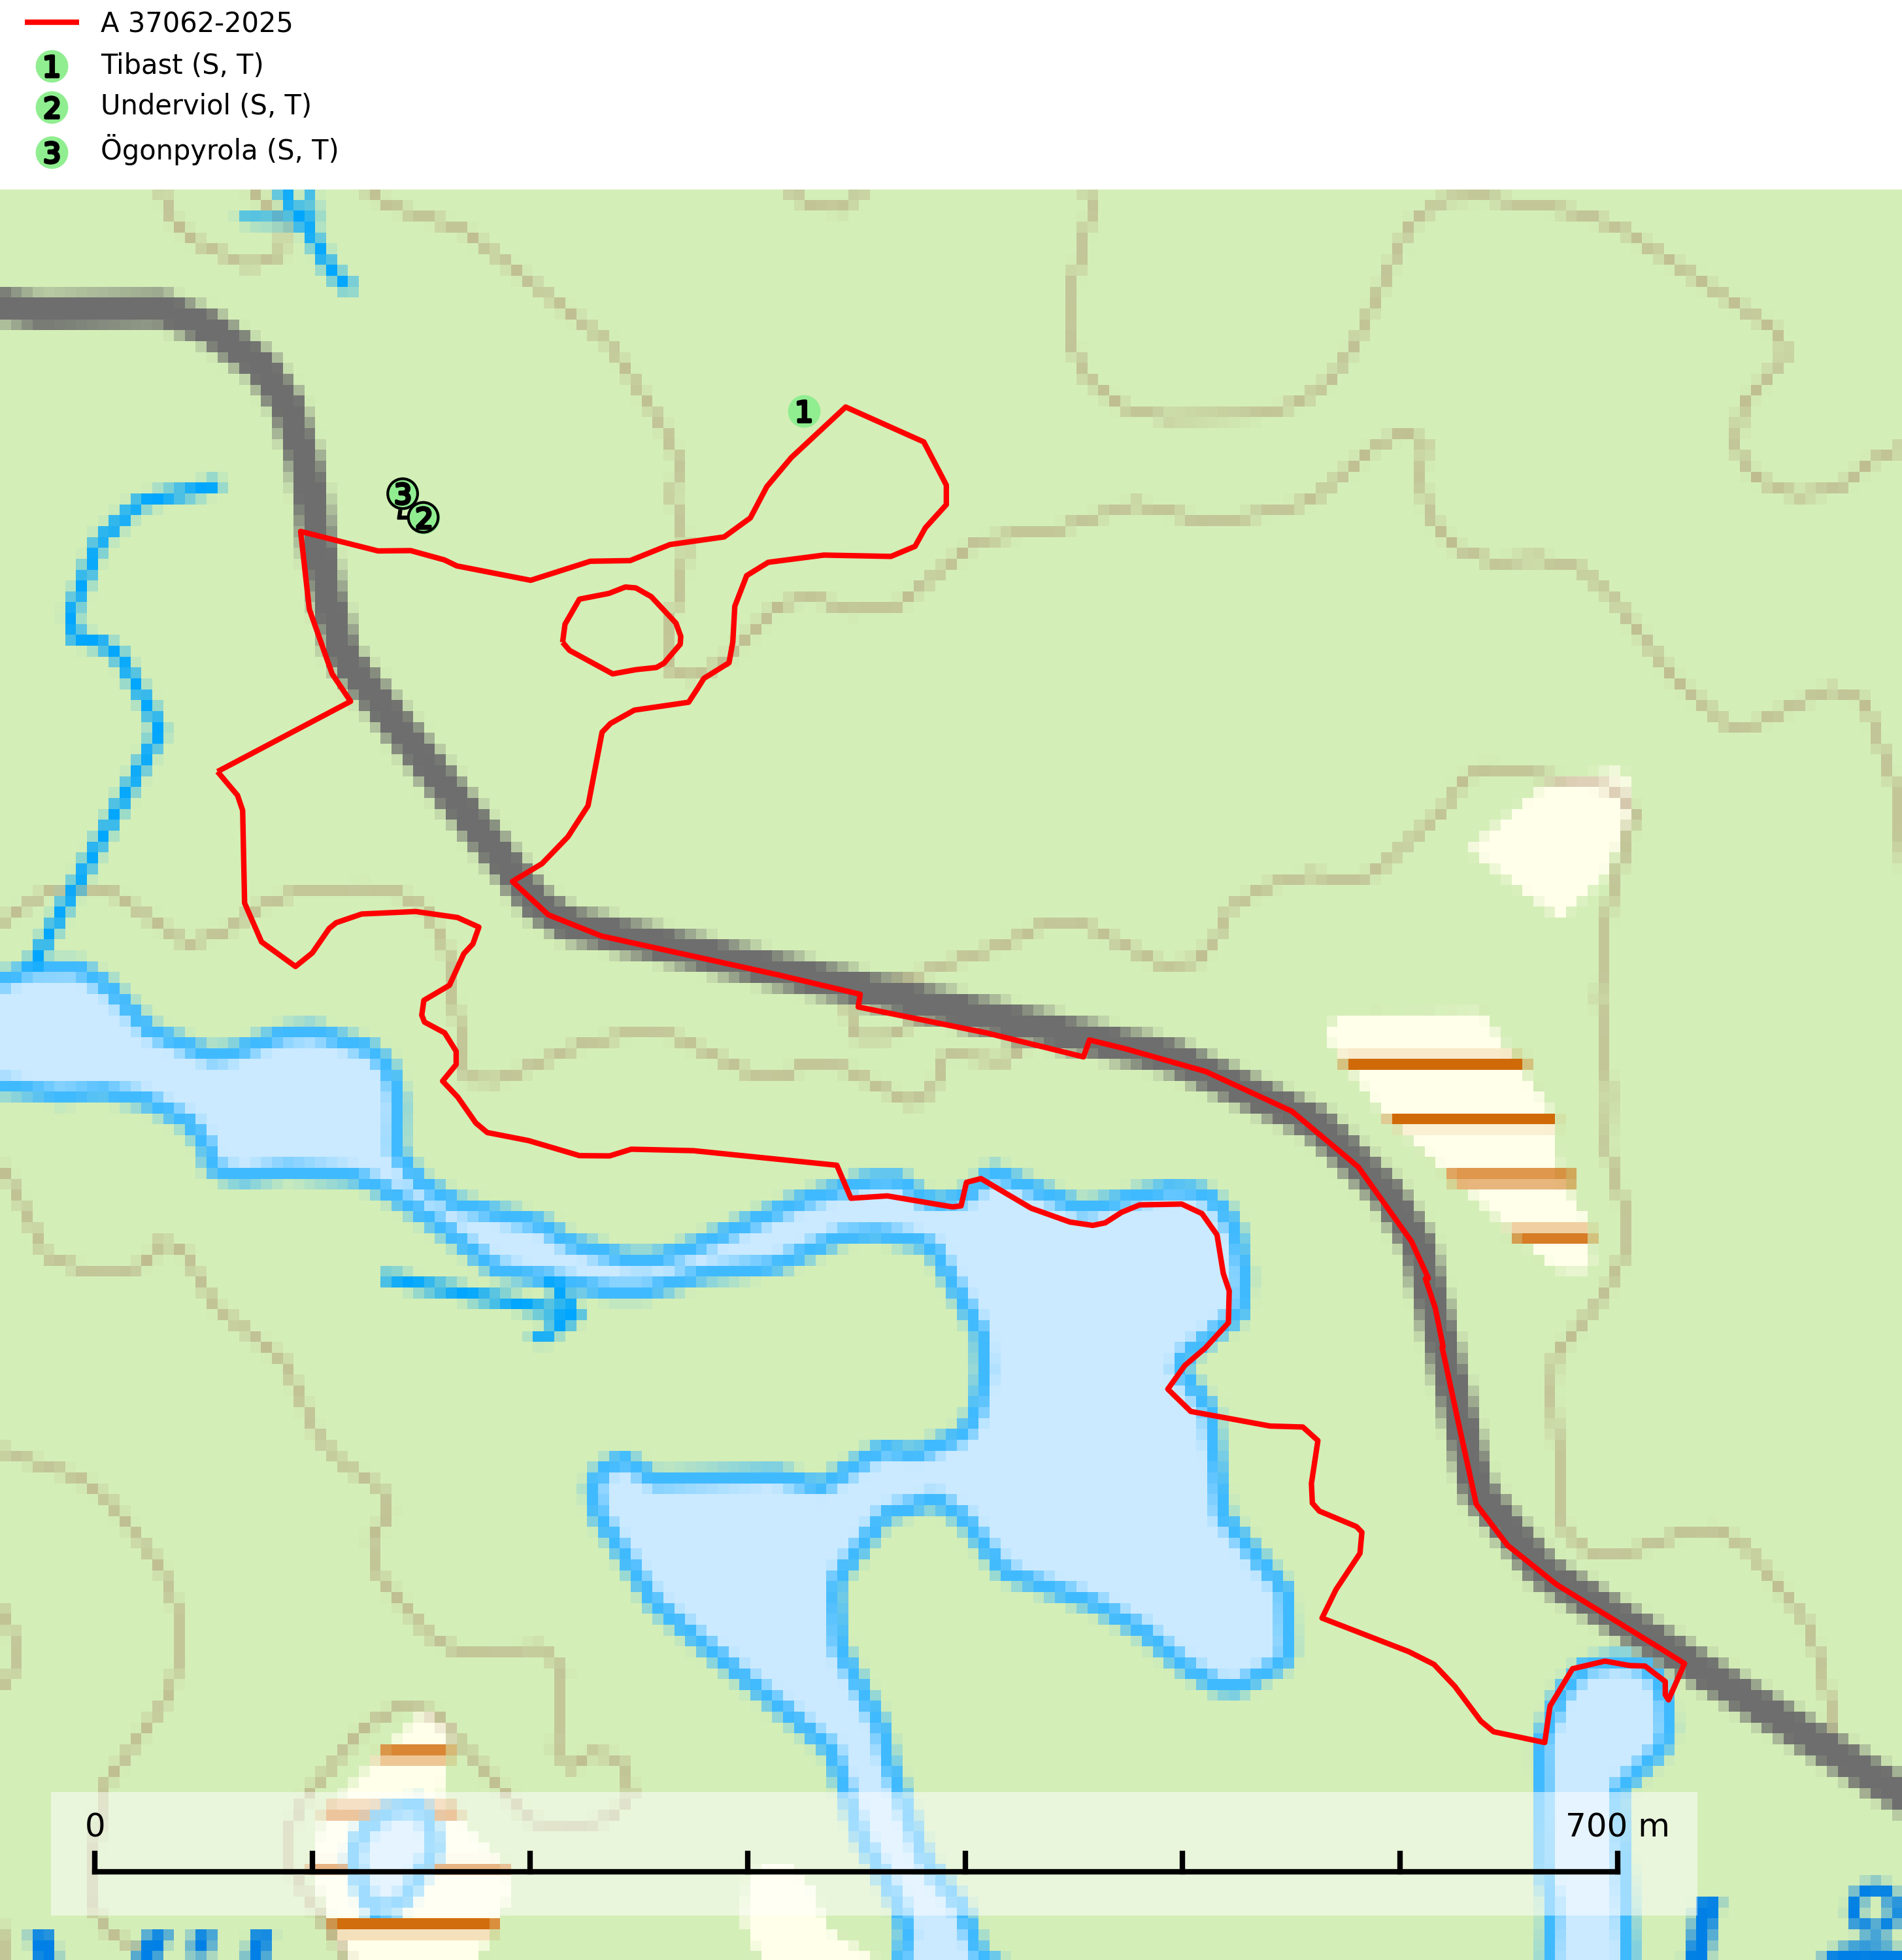 A 37062-2025
1 Tibast (S, T)
2 Underviol (S, T)
3 Ögonpyrola (S, T)
1
3
2
0 700 m